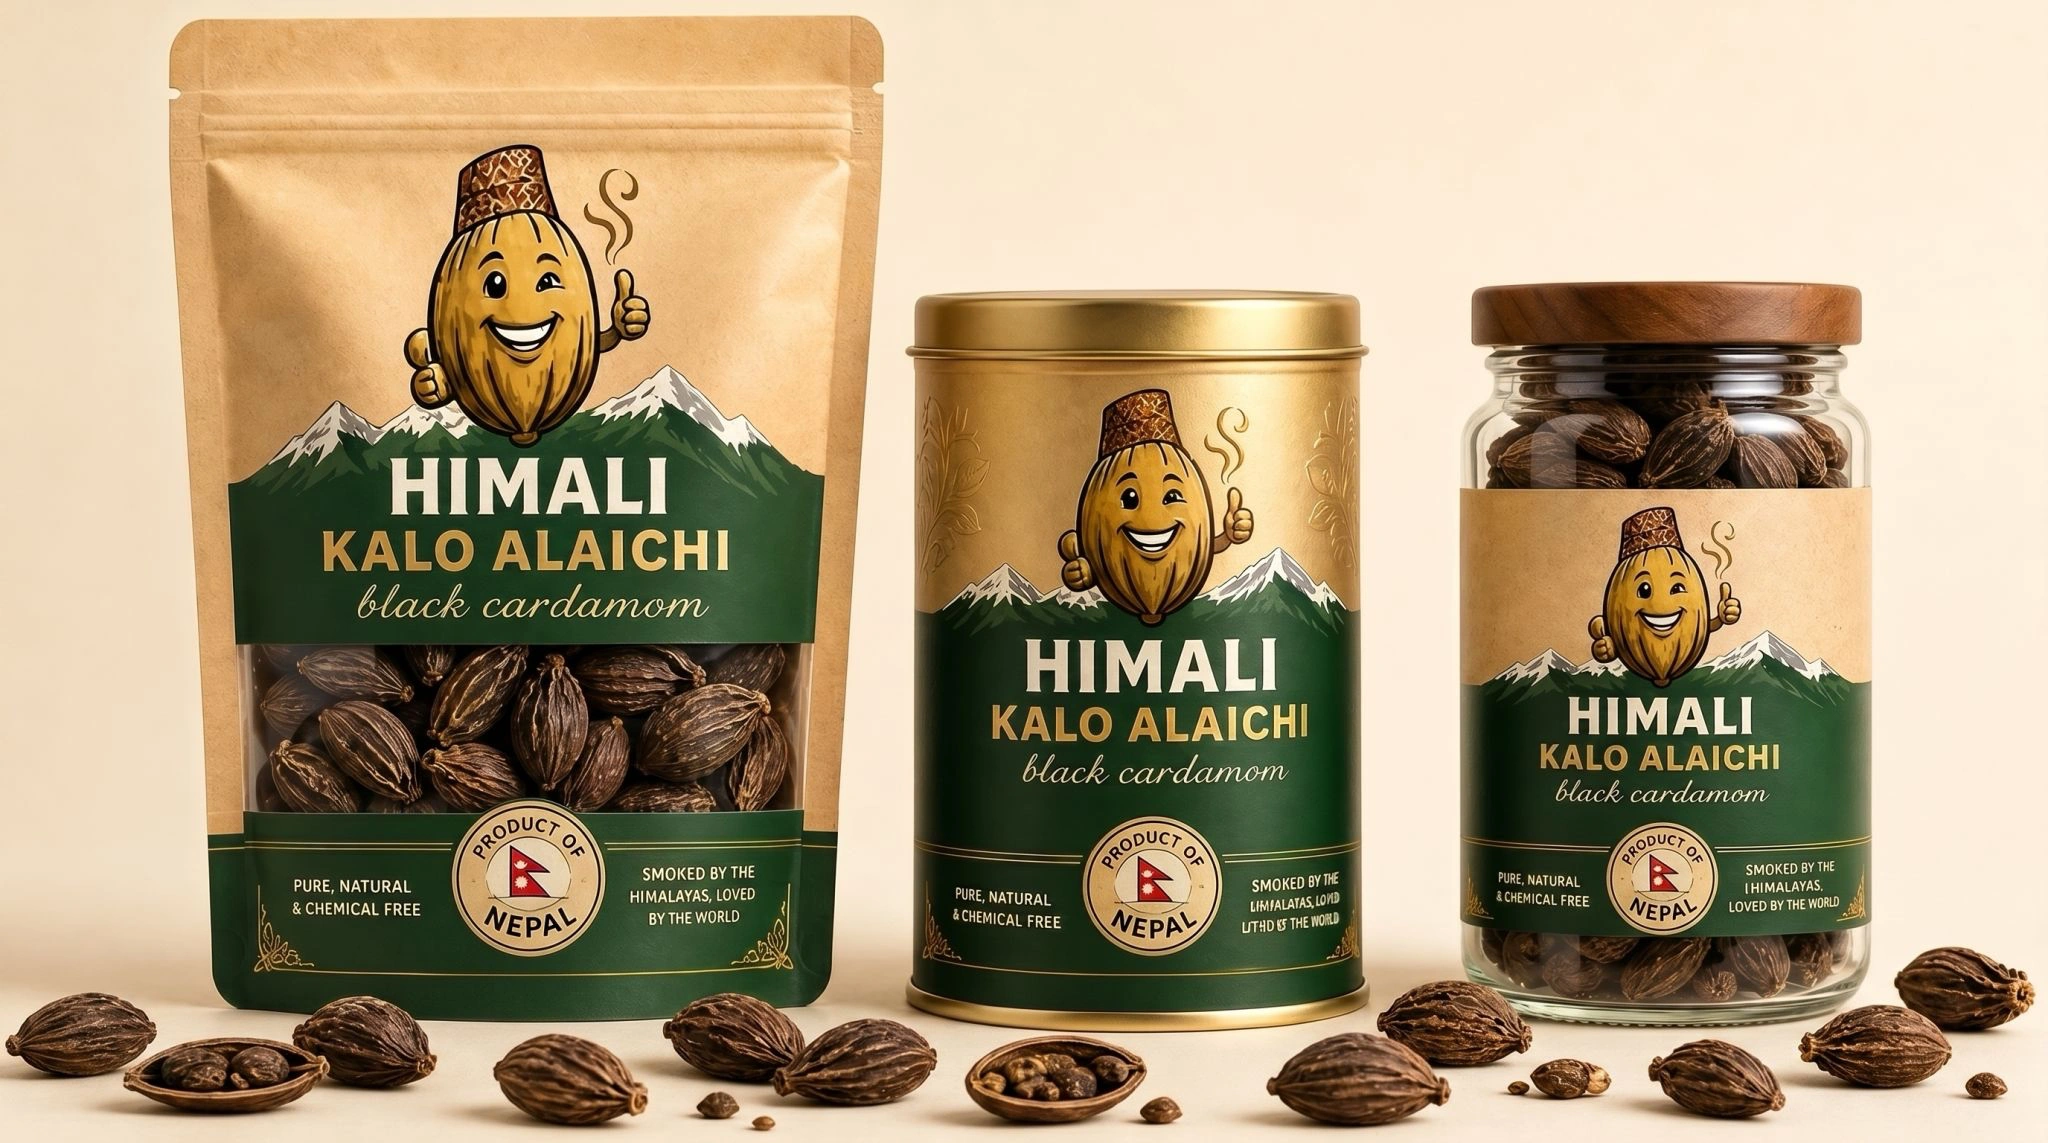 HIMALI
KALO ALAICHI
black cardamom
PURE, NATURAL
& CHEMICAL FREE
PRODUCT OF
NEPAL
SMOKED BY THE
HIMALAYAS, LOVED
BY THE WORLD
HIMALI
KALO ALAICHI
black cardamom
PURE, NATURAL
& CHEMICAL FREE
PRODUCT OF
NEPAL
SMOKED BY THE
THE WORLD
HIMALI
KALO ALAICHI
black cardamom
PURE, NATURAL
& CHEMICAL FREE
PRODUCT OF
NEPAL
SMOKED BY THE
LOVED BY THE WORLD